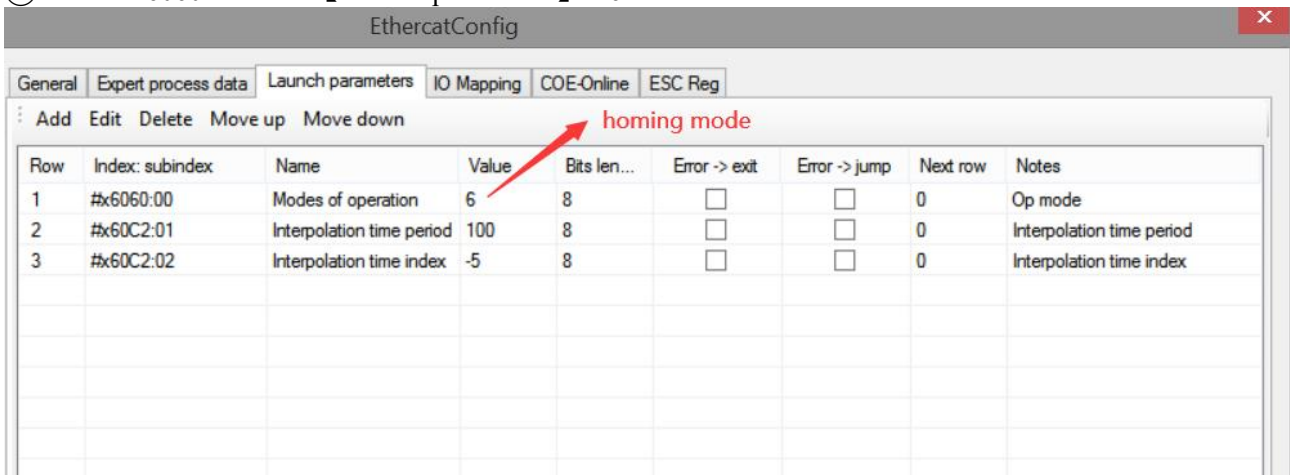 EthercatConfig
General Expert process data Launch parameters IO Mapping COE-Online ESC Reg
Add Edit Delete Move up Move down
homing mode
Row Index: subindex Name Value Bits len... Error -> exit Error -> jump Next row Notes
1 #x6060:00 Modes of operation 6 8 0 Op mode
2 #x60C2:01 Interpolation time period 100 8 0 Interpolation time period
3 #x60C2:02 Interpolation time index -5 8 0 Interpolation time index